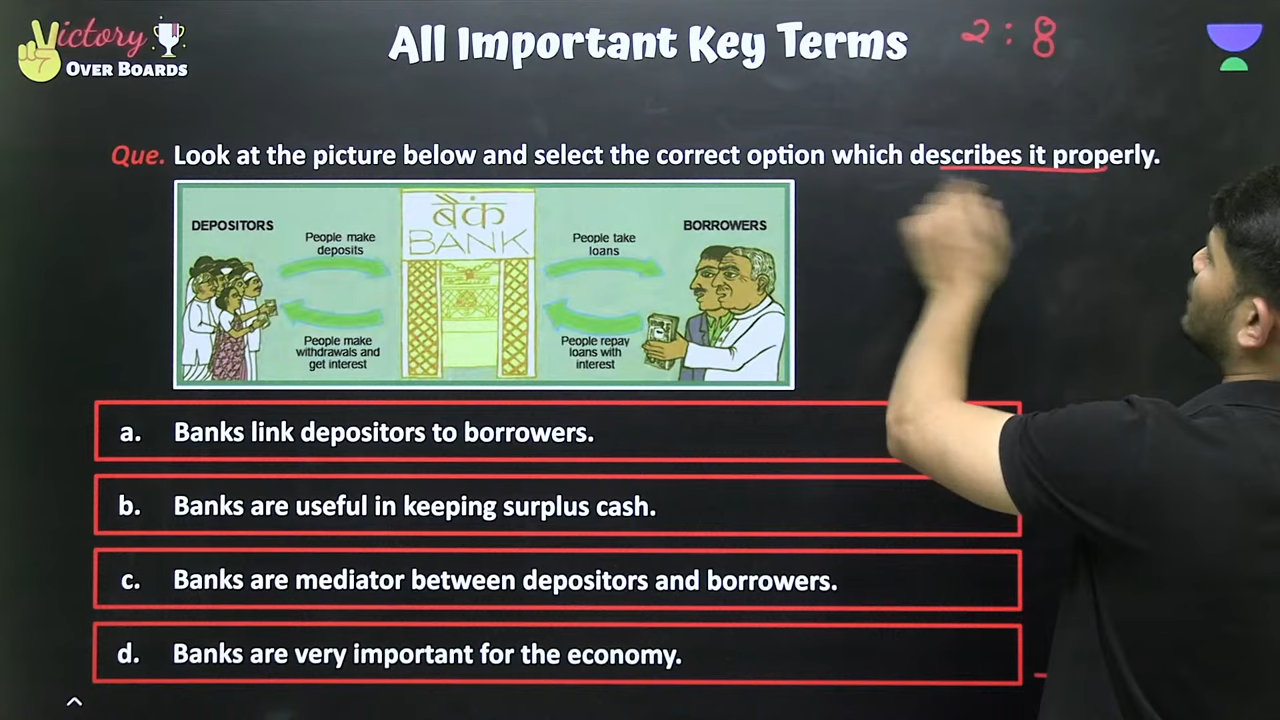 Victory
OVER BOARDS
All Important Key Terms
2 : 8
Que. Look at the picture below and select the correct option which describes it properly.
DEPOSITORS
People make
deposits
बैंक
BANK
People take
loans
BORROWERS
People make
withdrawals and
get interest
People repay
loans with
interest
a. Banks link depositors to borrowers.
b. Banks are useful in keeping surplus cash.
c. Banks are mediator between depositors and borrowers.
d. Banks are very important for the economy.